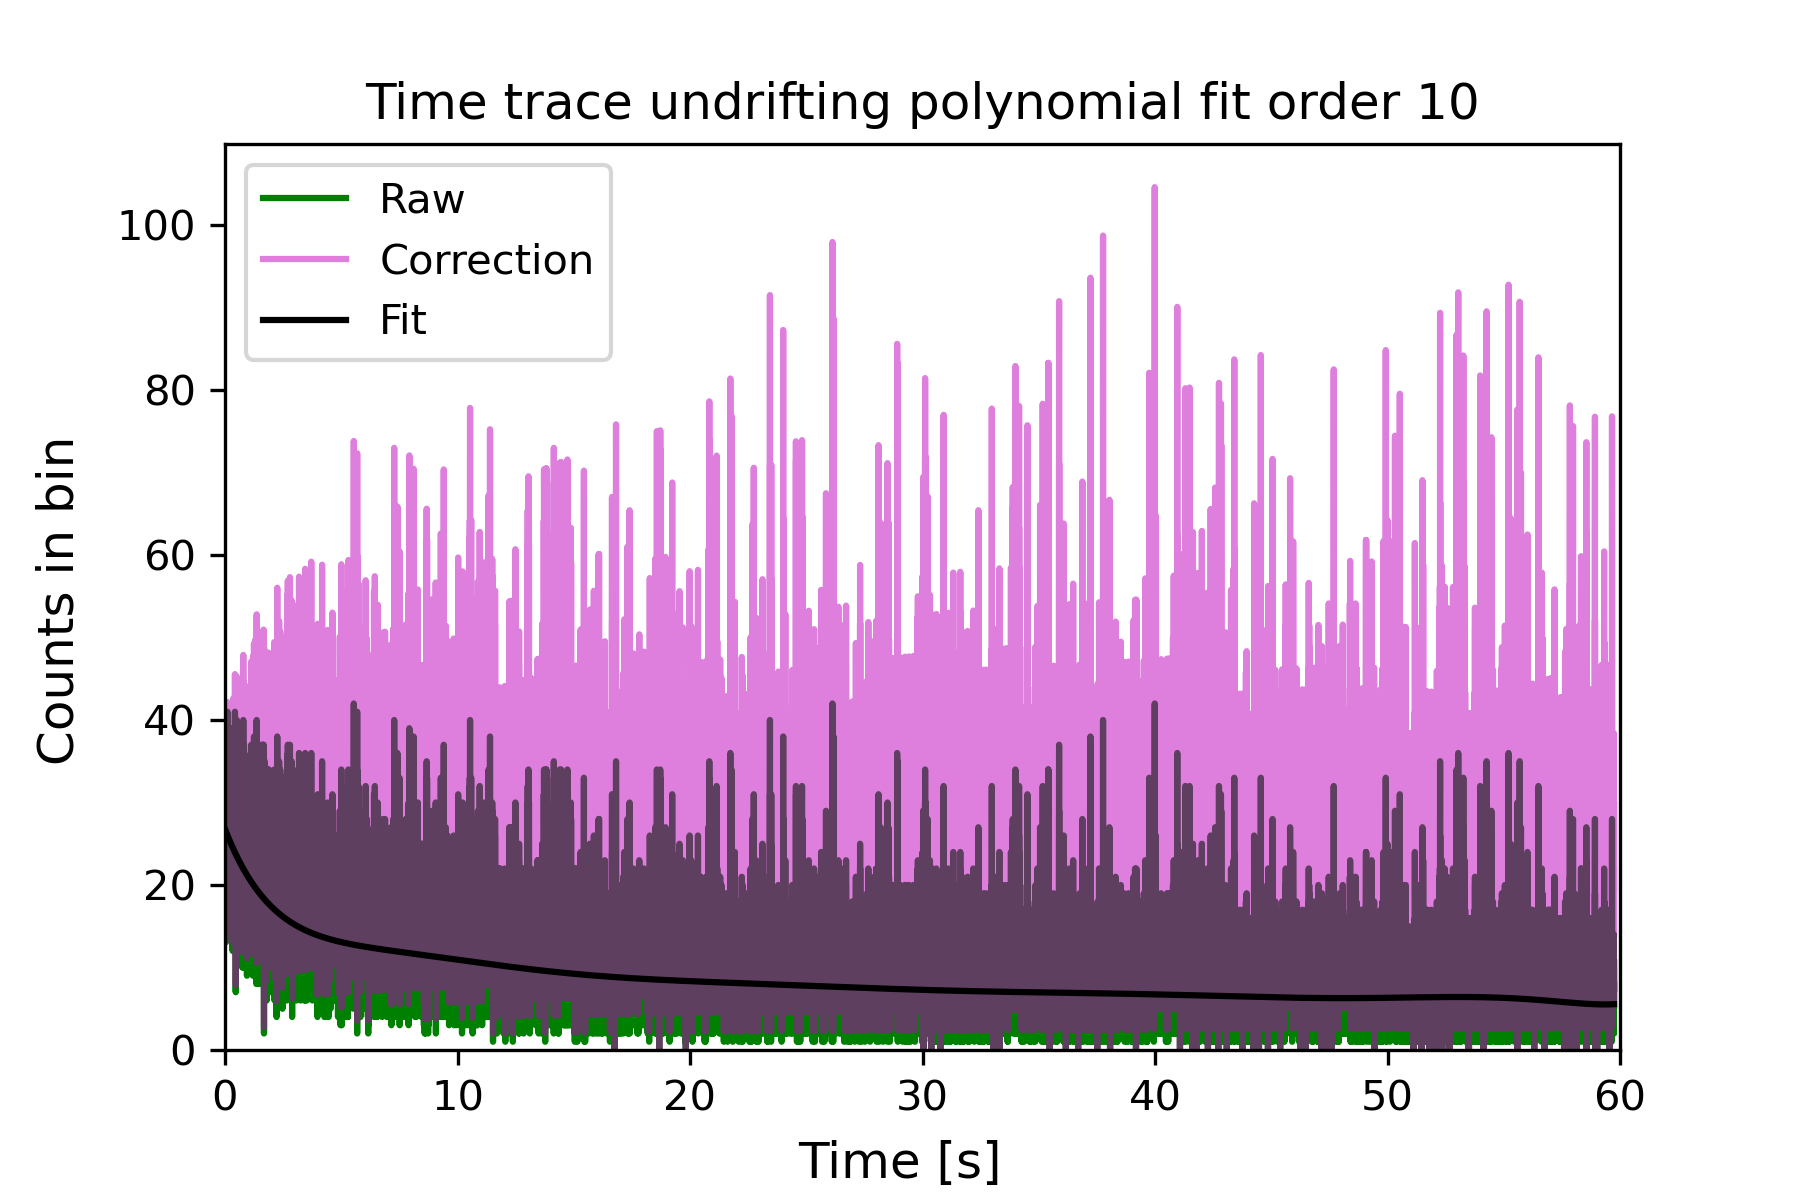 Time trace undrifting polynomial fit order 10
Raw
Correction
Fit
Counts in bin
100
80
60
40
20
0
0 10 20 30 40 50 60
Time [s]